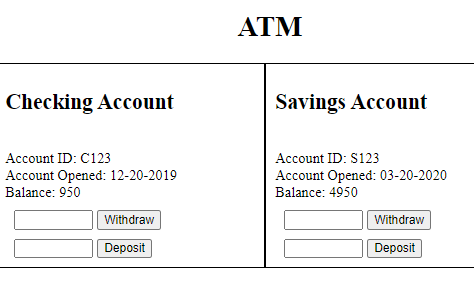 ATM
Checking Account
Account ID: C123
Account Opened: 12-20-2019
Balance: 950
Withdraw
Deposit
Savings Account
Account ID: S123
Account Opened: 03-20-2020
Balance: 4950
Withdraw
Deposit